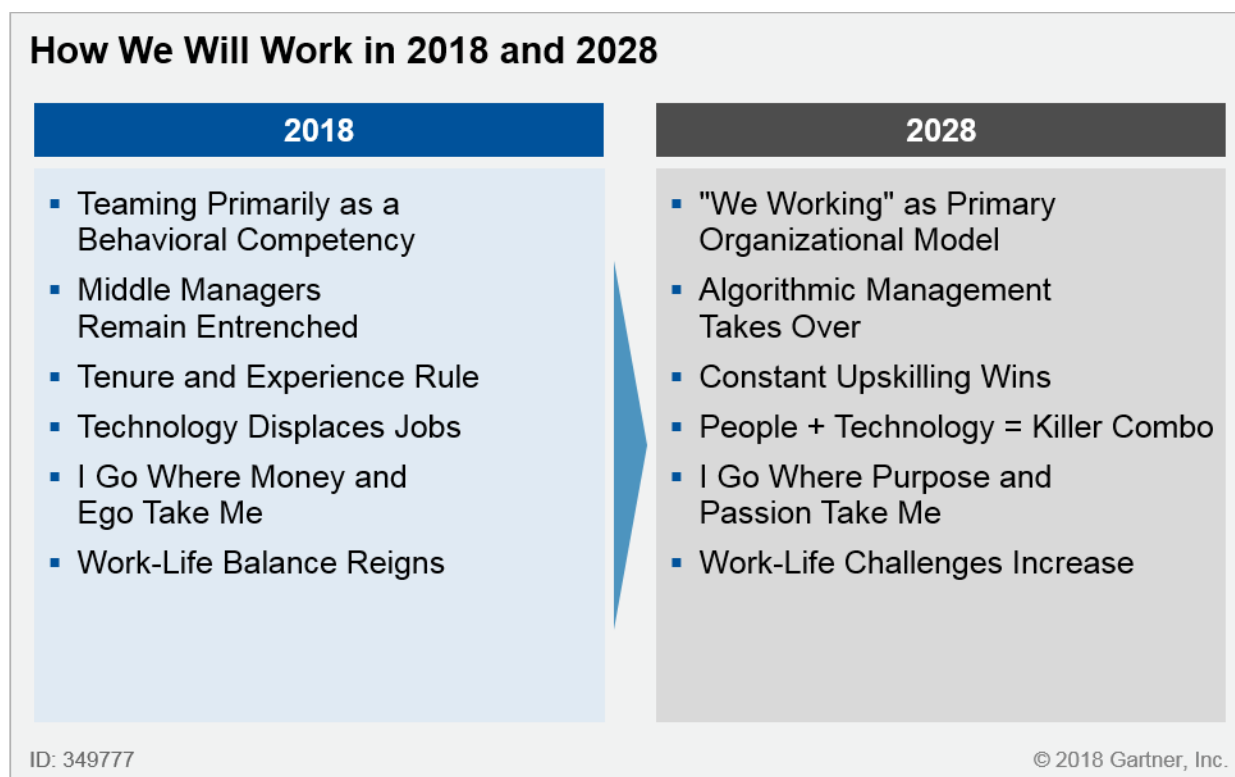 How We Will Work in 2018 and 2028
2018
▪ Teaming Primarily as a
Behavioral Competency
▪ Middle Managers
Remain Entrenched
▪ Tenure and Experience Rule
▪ Technology Displaces Jobs
▪ I Go Where Money and
Ego Take Me
▪ Work-Life Balance Reigns
2028
▪ "We Working" as Primary
Organizational Model
▪ Algorithmic Management
Takes Over
▪ Constant Upskilling Wins
▪ People + Technology = Killer Combo
▪ I Go Where Purpose and
Passion Take Me
▪ Work-Life Challenges Increase
ID: 349777
© 2018 Gartner, Inc.